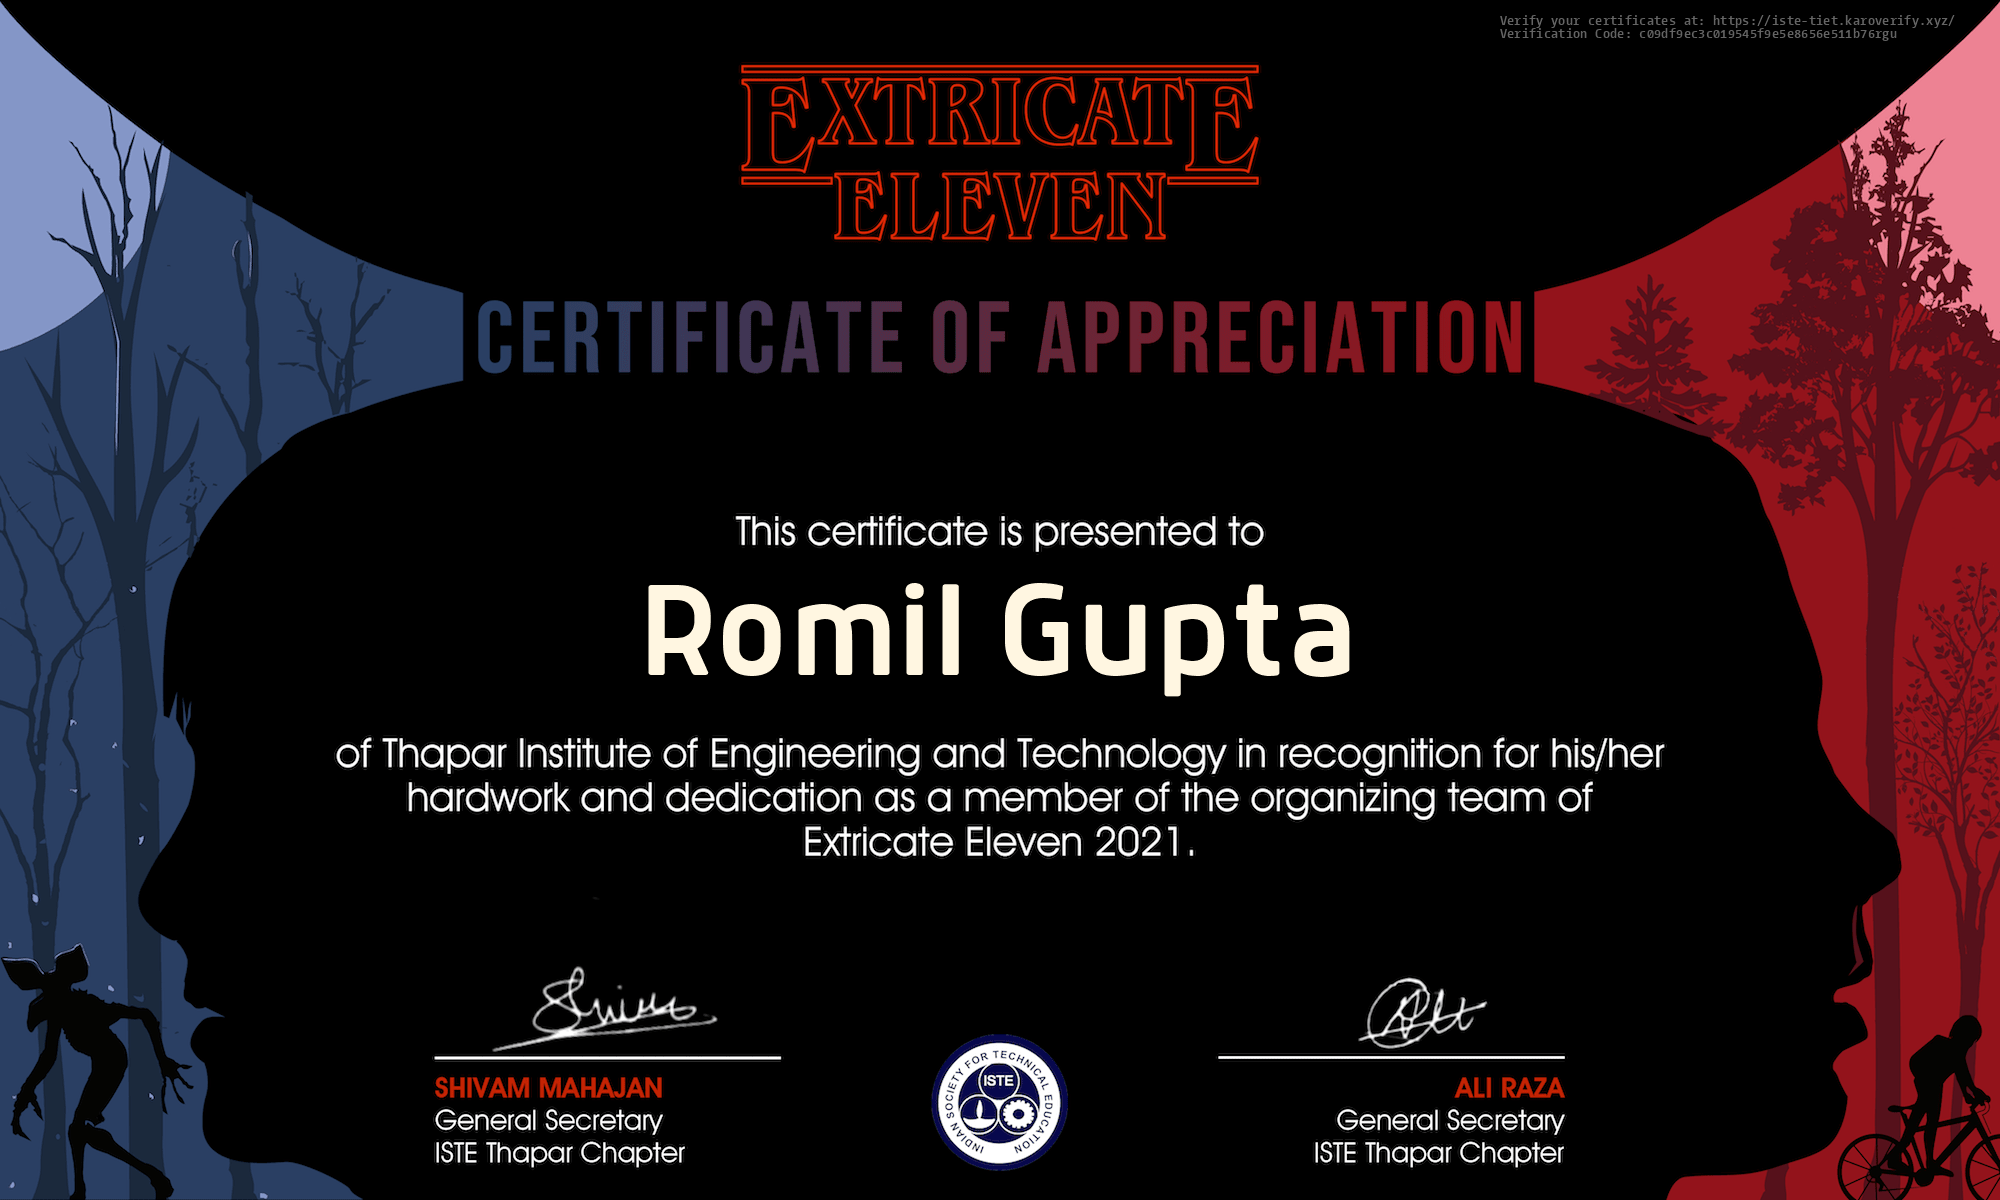 Verify your certificates at: https://iste-tiet.karoverify.xyz/
Verification Code: c09df9ec3c019545f9e5e8656e511b76rgu
EXTRICATE
ELEVEN
CERTIFICATE OF APPRECIATION
This certificate is presented to
Romil Gupta
of Thapar Institute of Engineering and Technology in recognition for his/her
hardwork and dedication as a member of the organizing team of
Extricate Eleven 2021.
SHIVAM MAHAJAN
General Secretary
ISTE Thapar Chapter
INDIAN SOCIETY FOR TECHNICAL EDUCATION
ISTE
ALI RAZA
General Secretary
ISTE Thapar Chapter